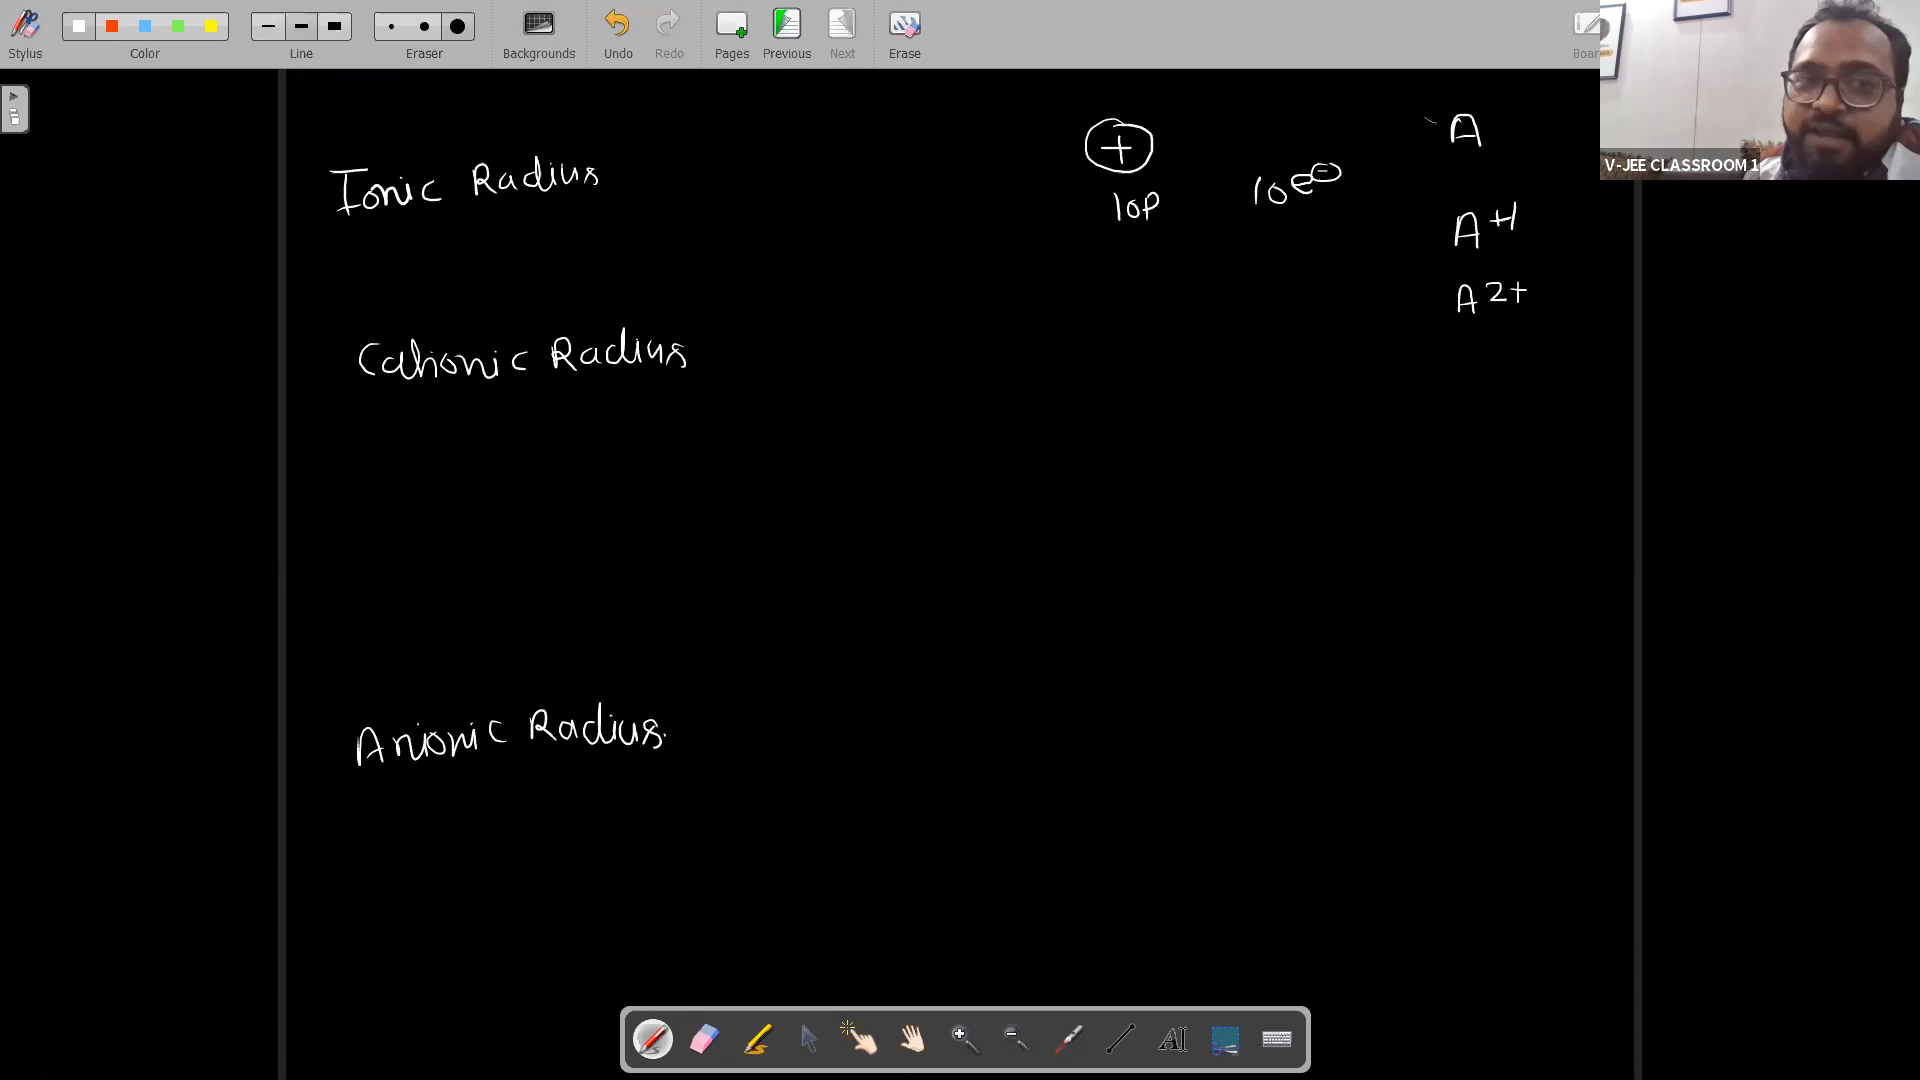 Stylus Color Line Eraser Backgrounds Undo Redo Pages Previous Next Erase
V-JEE CLASSROOM 1
Ionic Radius
+
10p
10e⊖
A
A+1
A2+
Cationic Radius
Anionic Radius.